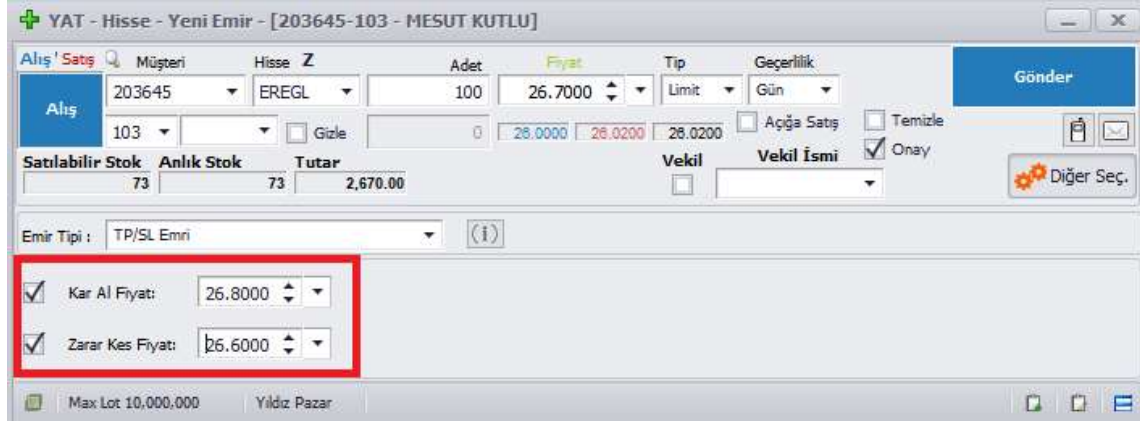 YAT - Hisse - Yeni Emir - [203645-103 - MESUT KUTLU]
Alış ' Satış Müşteri Hisse Z Adet Fiyat Tip Geçerlilik
Alış 203645 EREGL 100 26.7000 Limit Gün Gönder
103 Gizle 0 26.0000 26.0200 26.0200 Açığa Satış Temizle
Onay
Satılabilir Stok Anlık Stok Tutar Vekil Vekil İsmi
73 73 2,670.00 Diğer Seç.
Emir Tipi : TP/SL Emri (i)
Kar Al Fiyat: 26.8000
Zarar Kes Fiyat: 26.6000
Max Lot 10,000,000 Yıldız Pazar